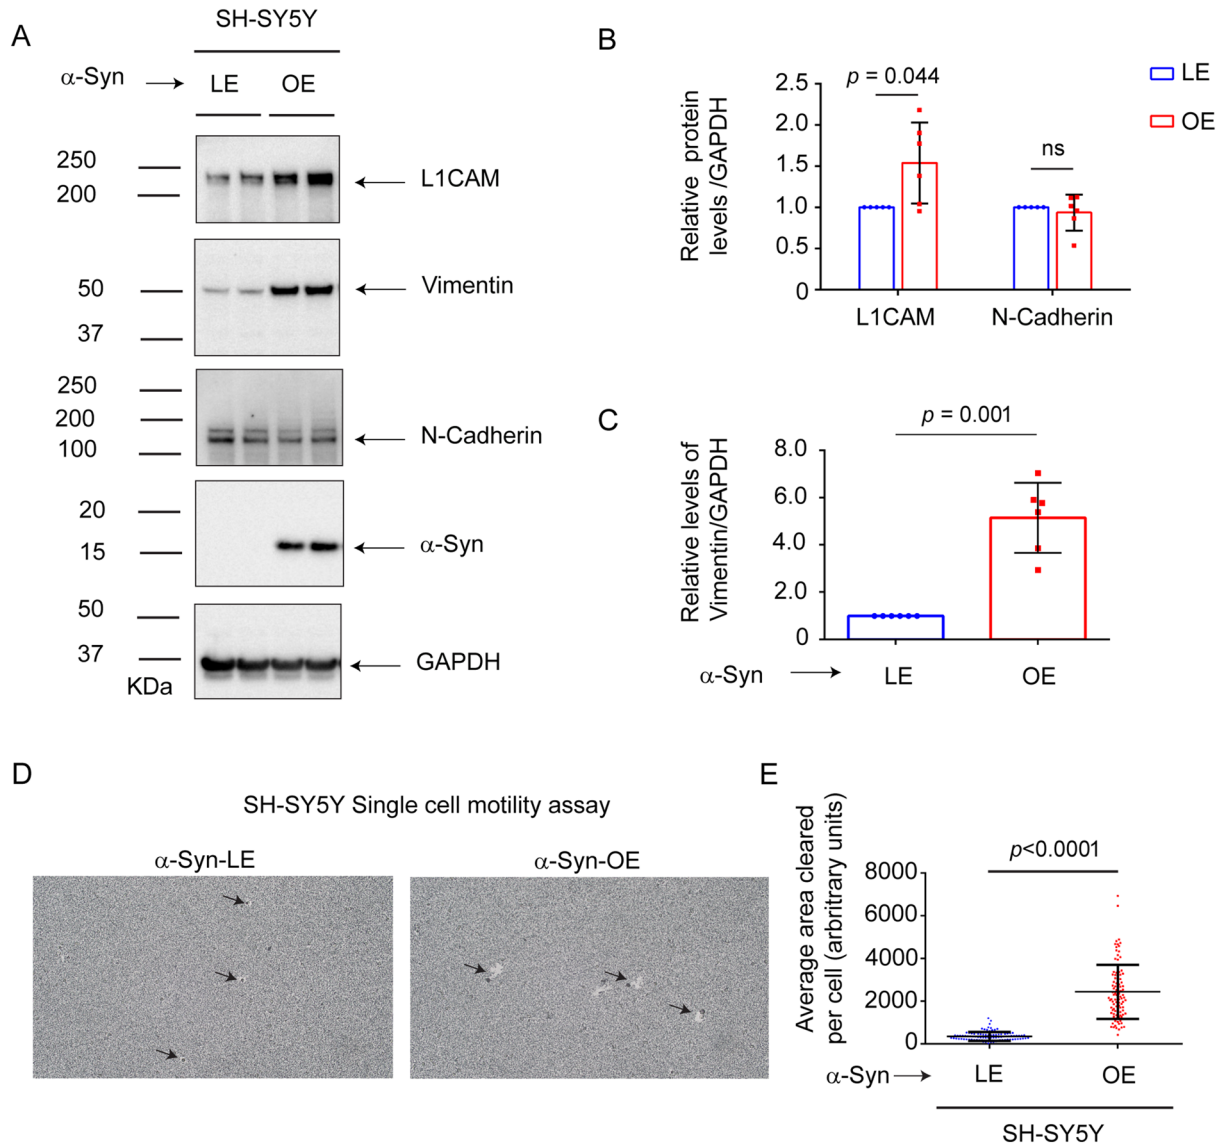 A
SH-SY5Y
α-Syn
LE
OE
250
200
L1CAM
50
37
Vimentin
250
200
100
N-Cadherin
20
15
α-Syn
50
37
KDa
GAPDH
B
Relative protein
levels /GAPDH
2.5
2.0
1.5
1.0
0.5
0
p = 0.044
ns
L1CAM
N-Cadherin
LE
OE
C
Relative levels of
Vimentin/GAPDH
8.0
6.0
4.0
2.0
0
p = 0.001
α-Syn
LE
OE
D
SH-SY5Y Single cell motility assay
α-Syn-LE
α-Syn-OE
E
Average area cleared
per cell (arbritrary units)
8000
6000
4000
2000
0
p<0.0001
α-Syn
LE
OE
SH-SY5Y